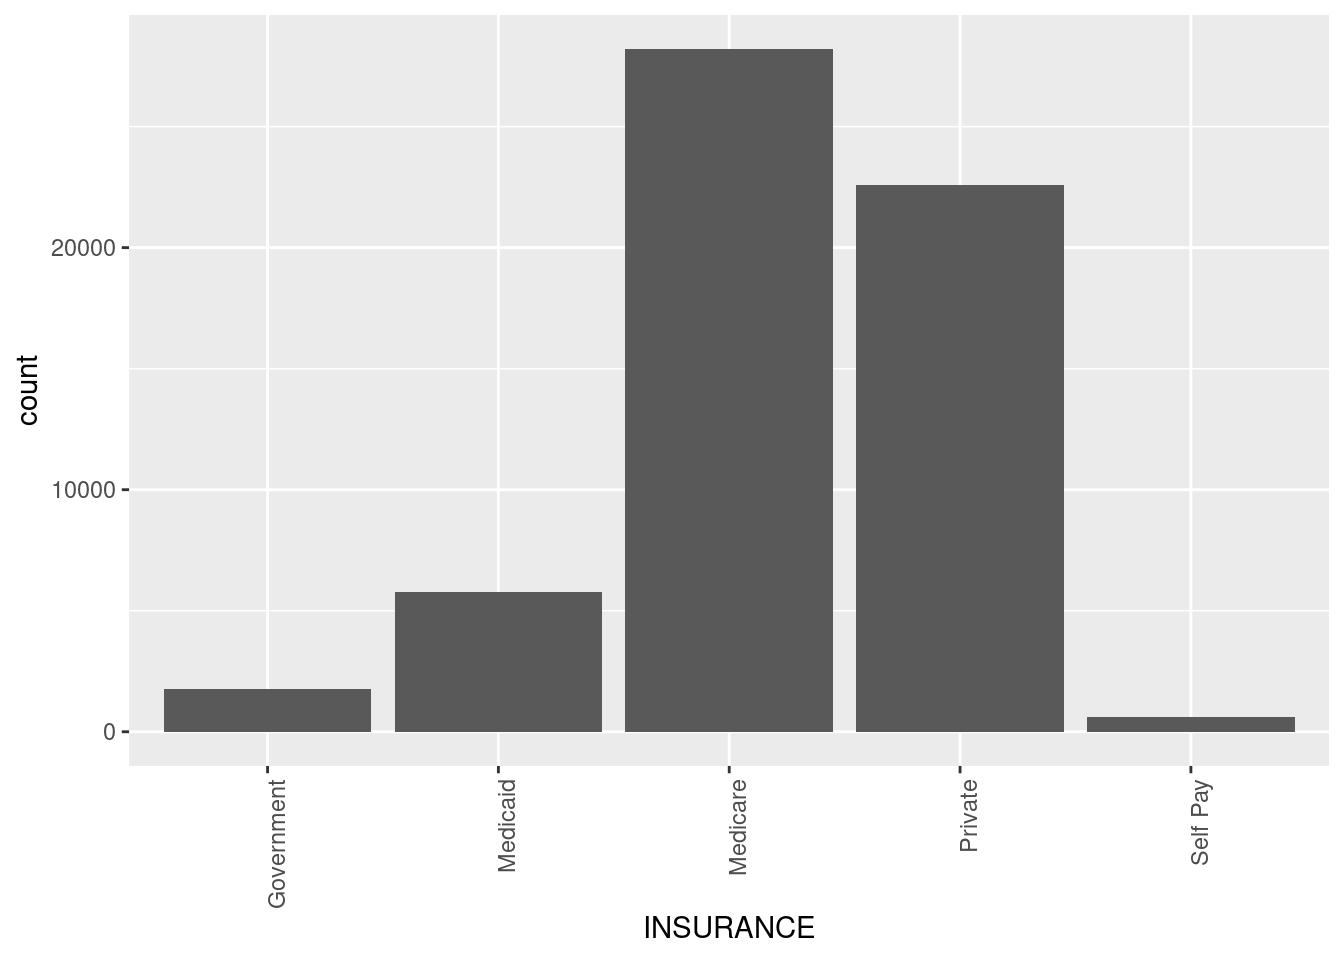 count
20000
10000
0
Government
Medicaid
Medicare
Private
Self Pay
INSURANCE